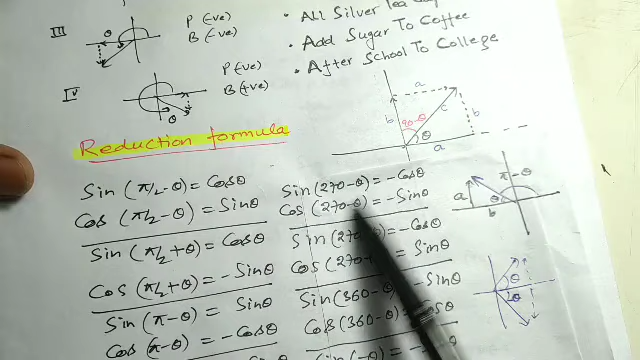 III
θ
P (-ve)
B (-ve)
• All Silver Tea
• Add Sugar To Coffee
• After School To College
IV
θ
P (-ve)
B (+ve)
a
b
c
b
90-θ
θ
a
Reduction formula
Sin (π/2 - θ) = Cosθ
Cos (π/2 - θ) = Sinθ
Sin (π/2 + θ) = Cosθ
Cos (π/2 + θ) = - Sinθ
Sin (π - θ) = Sinθ
Cos (π - θ) = - Cosθ
Sin (270-θ) = - Cosθ
Cos (270-θ) = - Sinθ
Sin (270 = - Cosθ
Cos (270 = Sinθ
Sin (360-θ) = - Sinθ
Cos (360-θ) = Cosθ
π-θ
a
θ
b
θ
θ